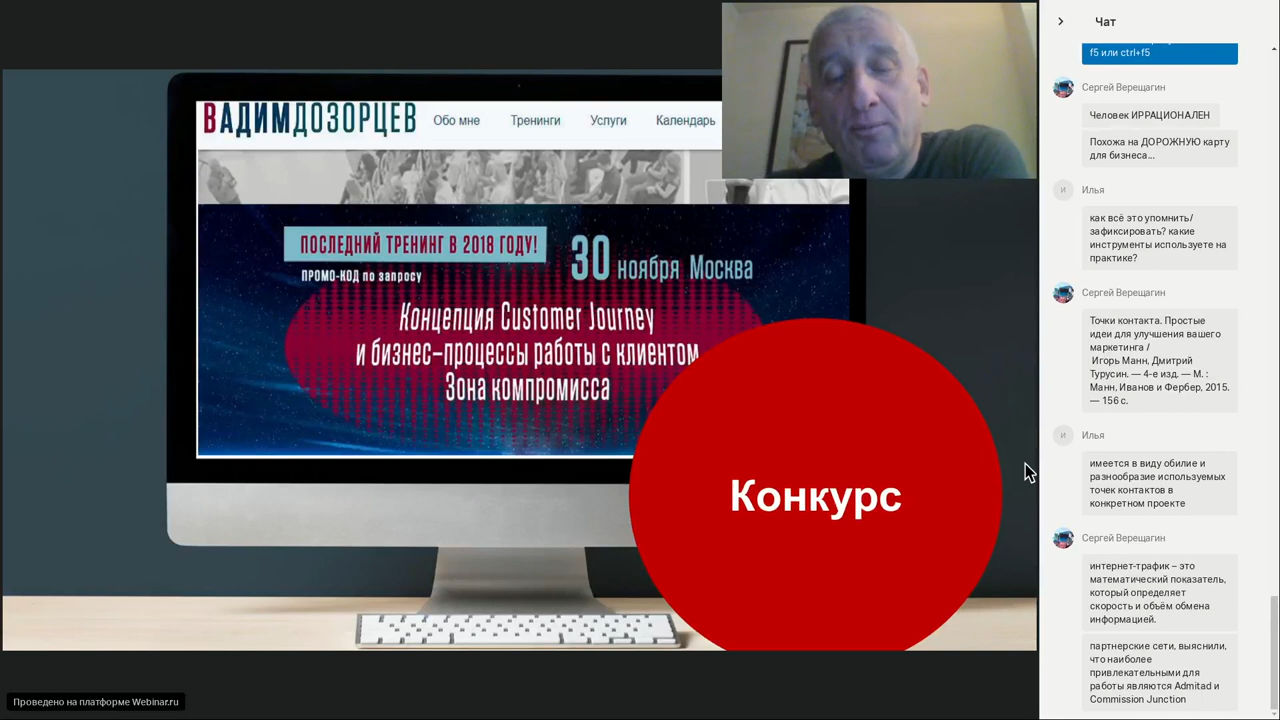 ВАДИМДОЗОРЦЕВ
Обо мне Тренинги Услуги Календарь
ПОСЛЕДНИЙ ТРЕНИНГ В 2018 ГОДУ!
ПРОМО-КОД по запросу
30 ноября Москва
Концепция Customer Journey
и бизнес-процессы работы с клиентом
Зона компромисса
Конкурс
Проведено на платформе Webinar.ru
Чат
f5 или ctrl+f5
Сергей Верещагин
Человек ИРРАЦИОНАЛЕН
Похожа на ДОРОЖНУЮ карту
для бизнеса...
И
Илья
как всё это упомнить/
зафиксировать? какие
инструменты используете на
практике?
Сергей Верещагин
Точки контакта. Простые
идеи для улучшения вашего
маркетинга /
Игорь Манн, Дмитрий
Турусин. — 4-е изд. — М. :
Манн, Иванов и Фербер, 2015.
— 156 с.
И
Илья
имеется в виду обилие и
разнообразие используемых
точек контактов в
конкретном проекте
Сергей Верещагин
интернет-трафик – это
математический показатель,
который определяет
скорость и объём обмена
информацией.
партнерские сети, выяснили,
что наиболее
привлекательными для
работы являются Admitad и
Commission Junction